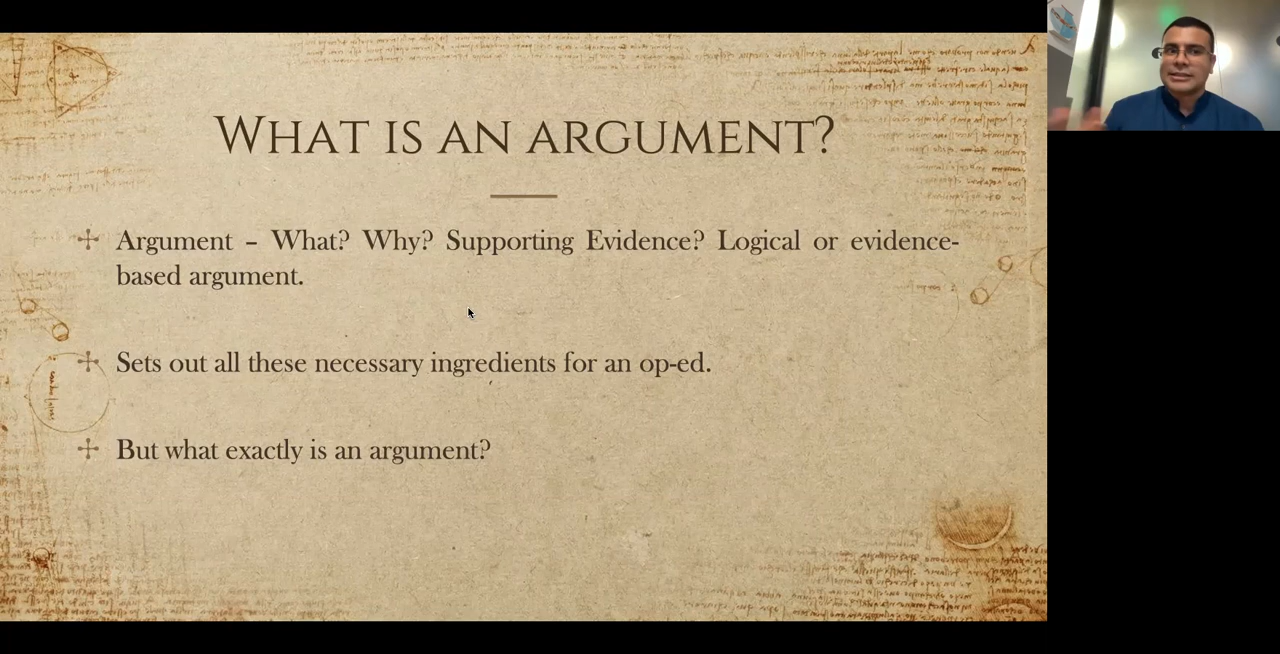 WHAT IS AN ARGUMENT?
Argument – What? Why? Supporting Evidence? Logical or evidence-
based argument.
Sets out all these necessary ingredients for an op-ed.
But what exactly is an argument?